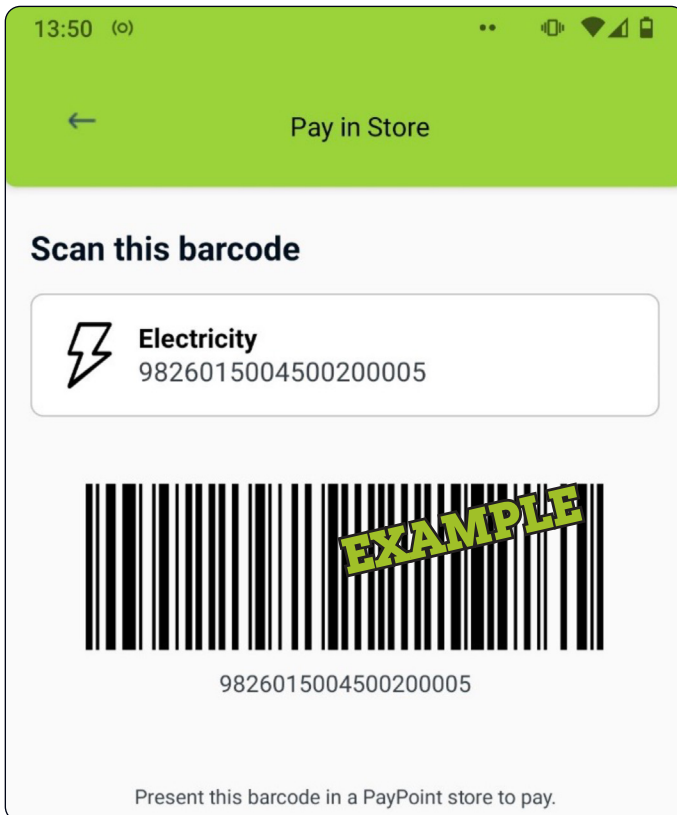 13:50
Pay in Store
Scan this barcode
Electricity
9826015004500200005
EXAMPLE
9826015004500200005
Present this barcode in a PayPoint store to pay.